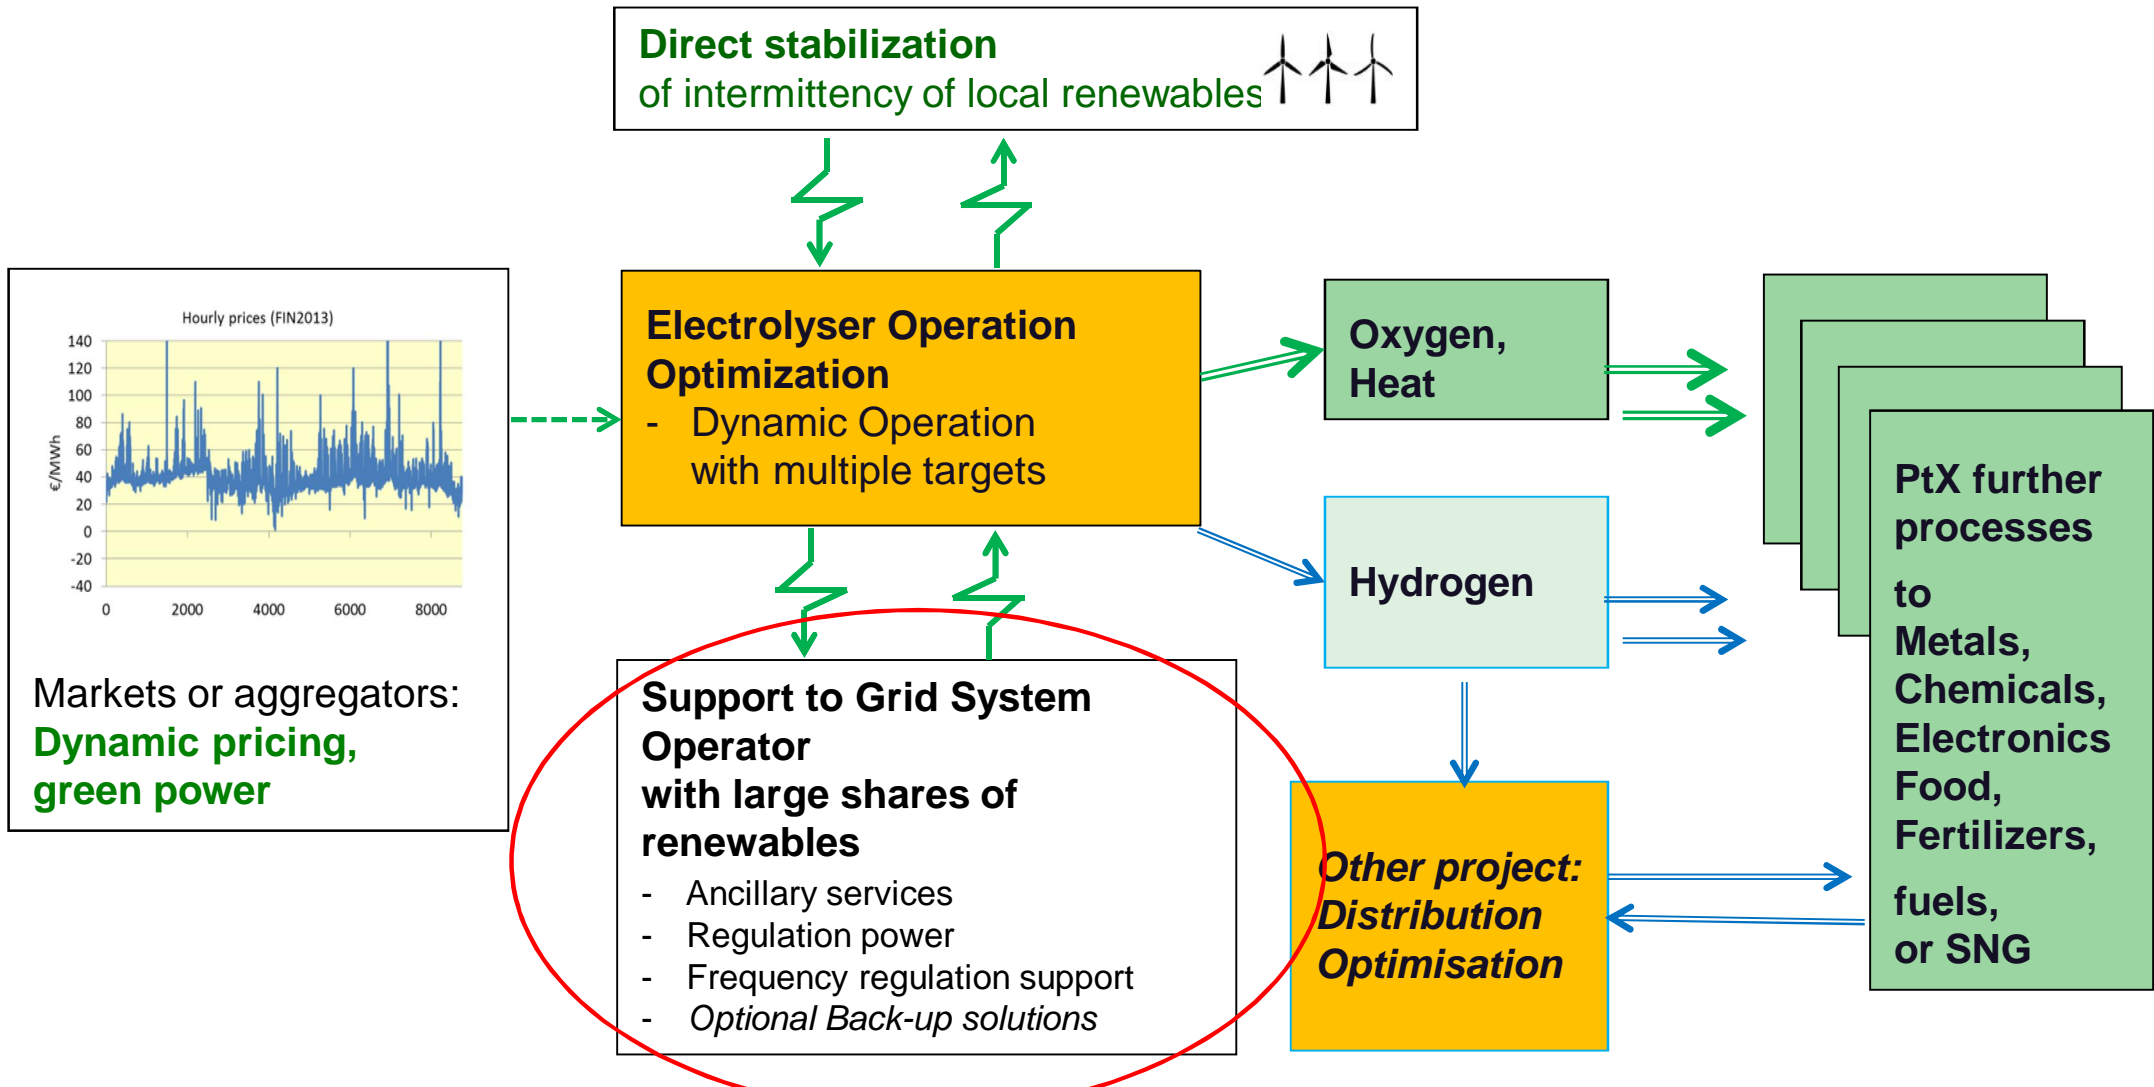 Direct stabilization
of intermittency of local renewables
Hourly prices (FIN2013)
140
120
100
80
60
40
20
0
-20
-40
€/MWh
0 2000 4000 6000 8000
Markets or aggregators:
Dynamic pricing,
green power
Electrolyser Operation
Optimization
- Dynamic Operation
with multiple targets
Support to Grid System
Operator
with large shares of
renewables
- Ancillary services
- Regulation power
- Frequency regulation support
- Optional Back-up solutions
Oxygen,
Heat
Hydrogen
Other project:
Distribution
Optimisation
PtX further
processes
to
Metals,
Chemicals,
Electronics
Food,
Fertilizers,
fuels,
or SNG